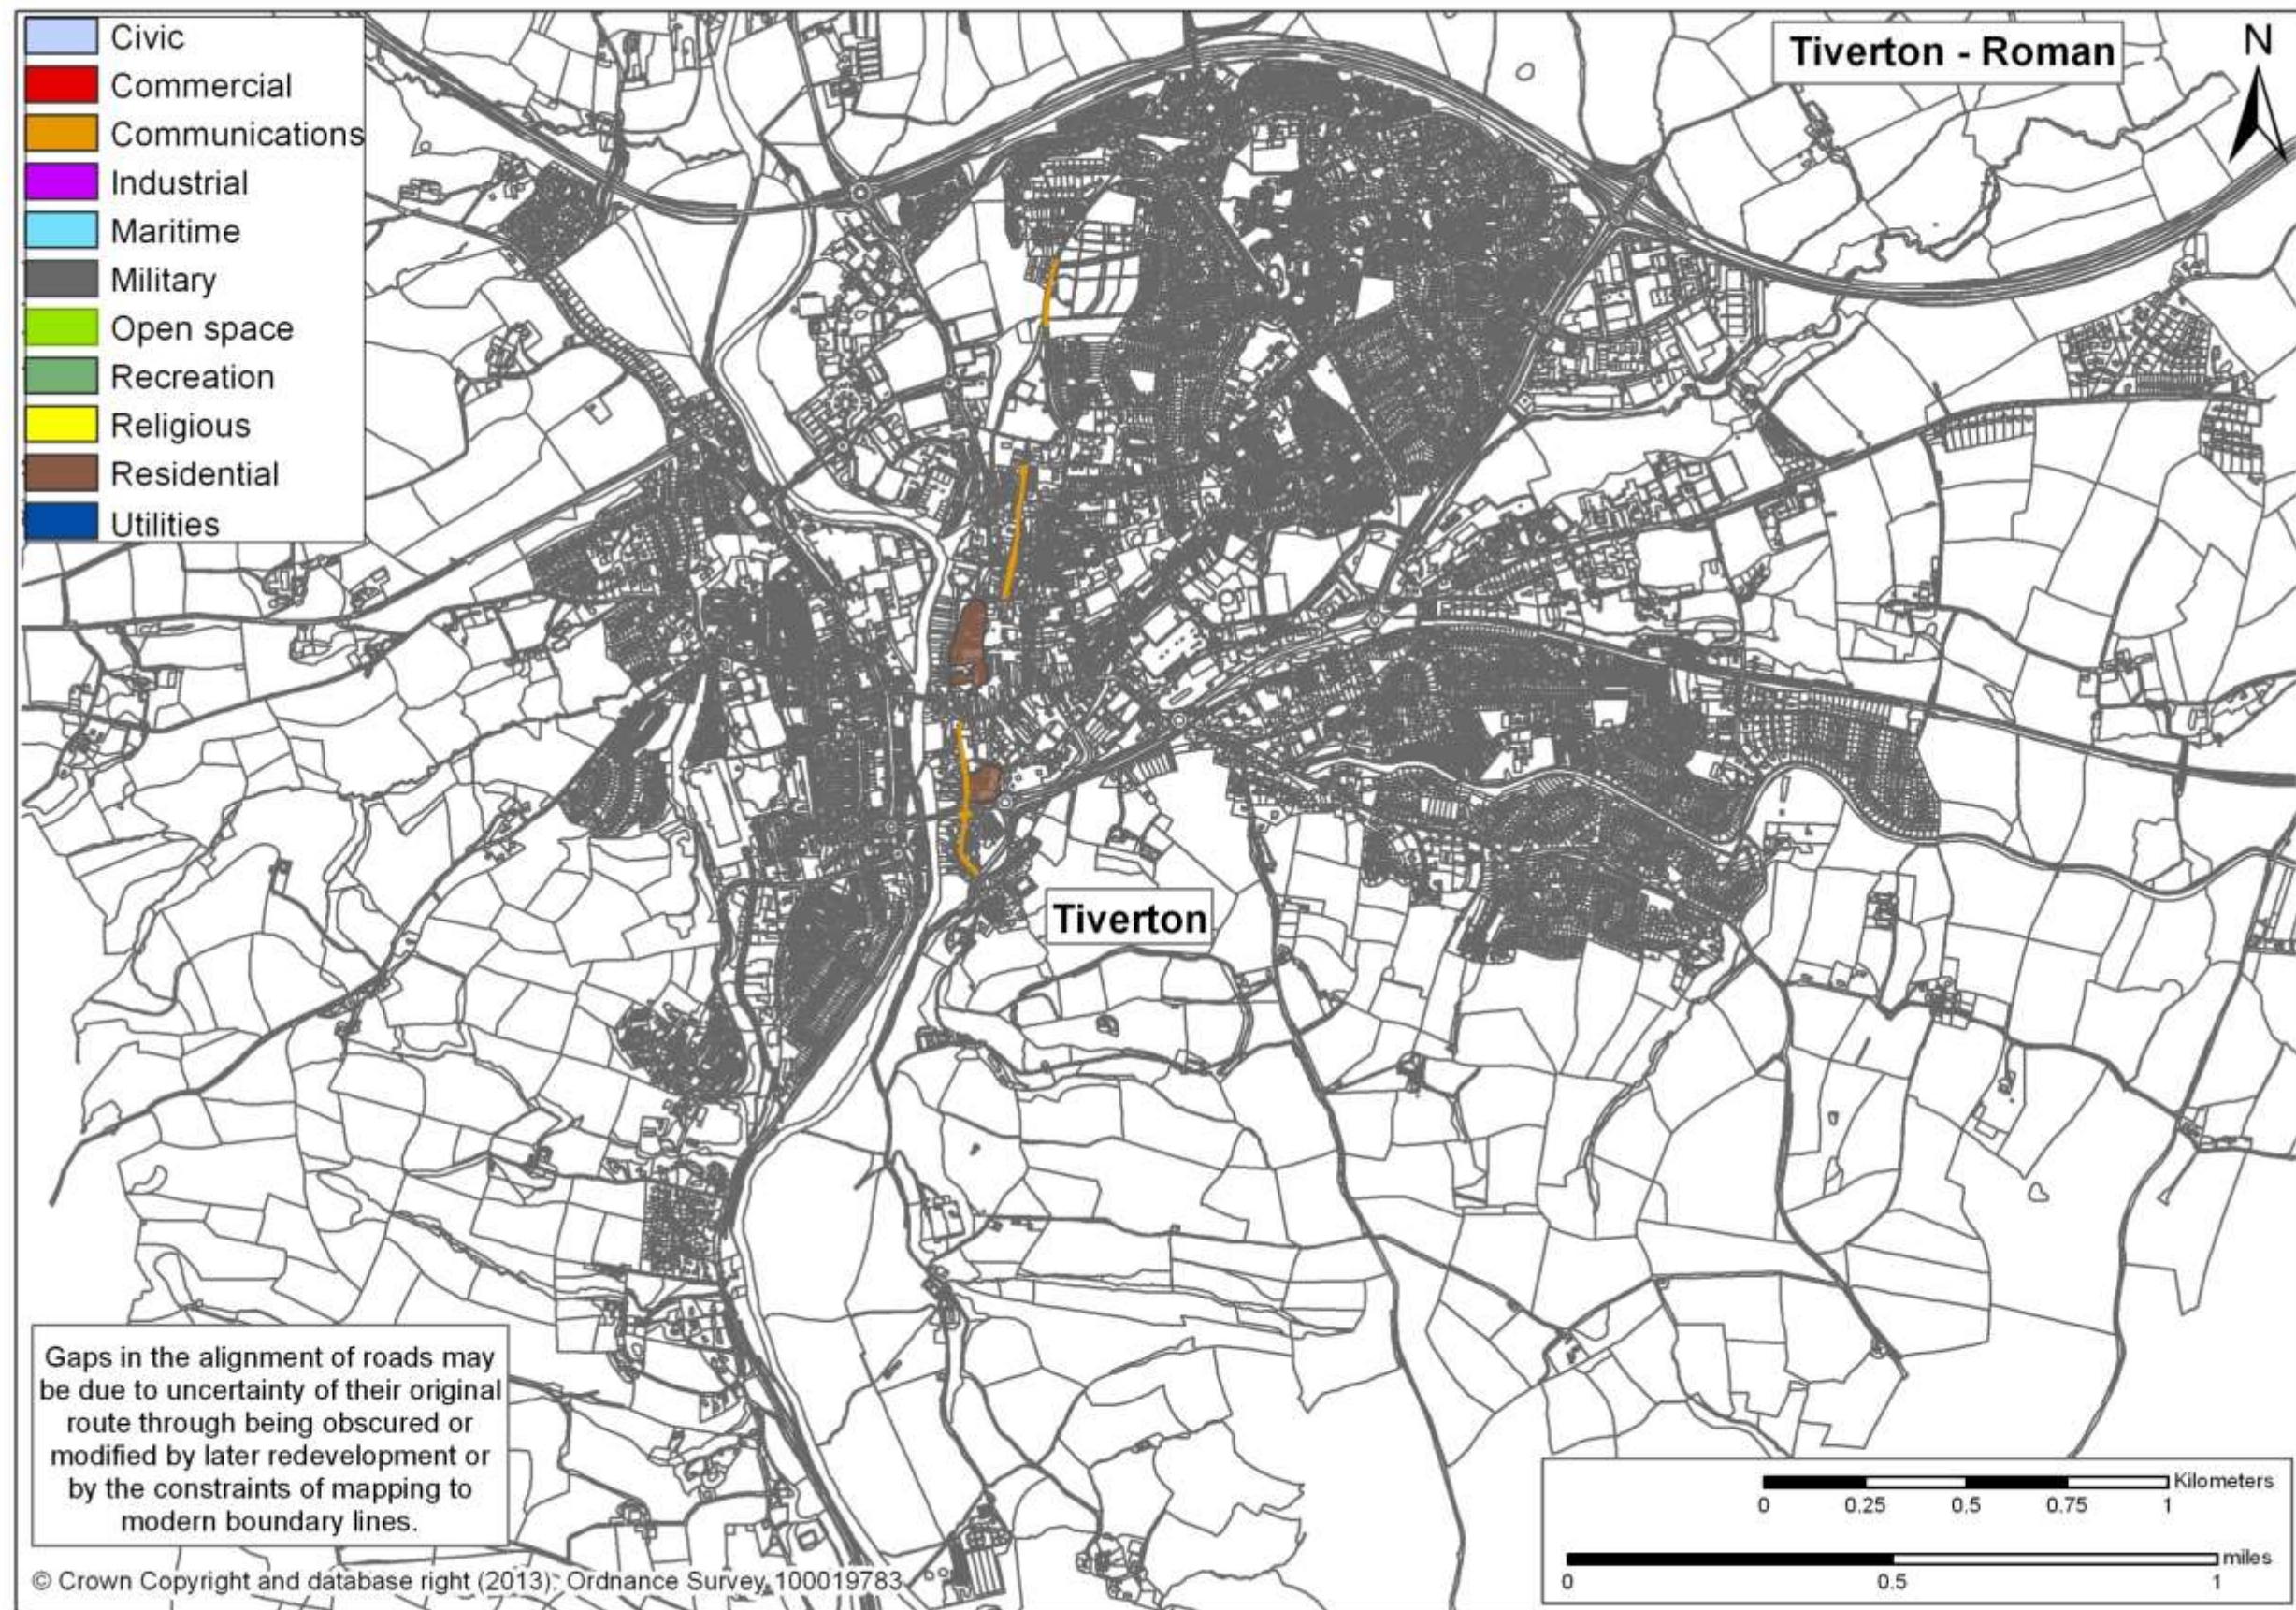 Civic
Commercial
Communications
Industrial
Maritime
Military
Open space
Recreation
Religious
Residential
Utilities
Tiverton - Roman
N
Tiverton
Gaps in the alignment of roads may
be due to uncertainty of their original
route through being obscured or
modified by later redevelopment or
by the constraints of mapping to
modern boundary lines.
© Crown Copyright and database right (2013): Ordnance Survey 100019783
Kilometers
0 0.25 0.5 0.75 1
miles
0 0.5 1